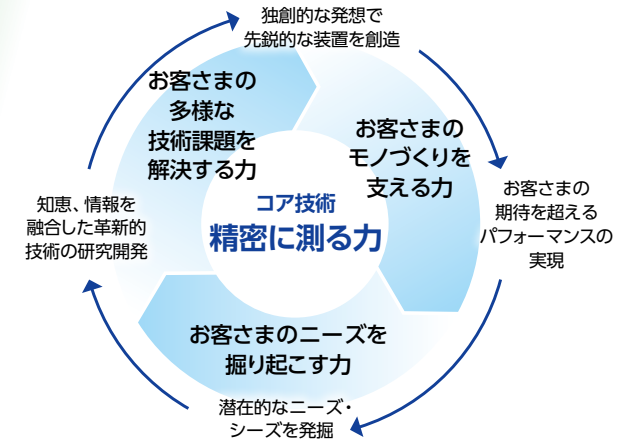 独創的な発想で
先鋭的な装置を創造
お客さまの
多様な
技術課題を
解決する力
お客さまの
モノづくりを
支える力
お客さまの
期待を超える
パフォーマンスの
実現
知恵、情報を
融合した革新的
技術の研究開発
コア技術
精密に測る力
お客さまのニーズを
掘り起こす力
潜在的なニーズ・
シーズを発掘